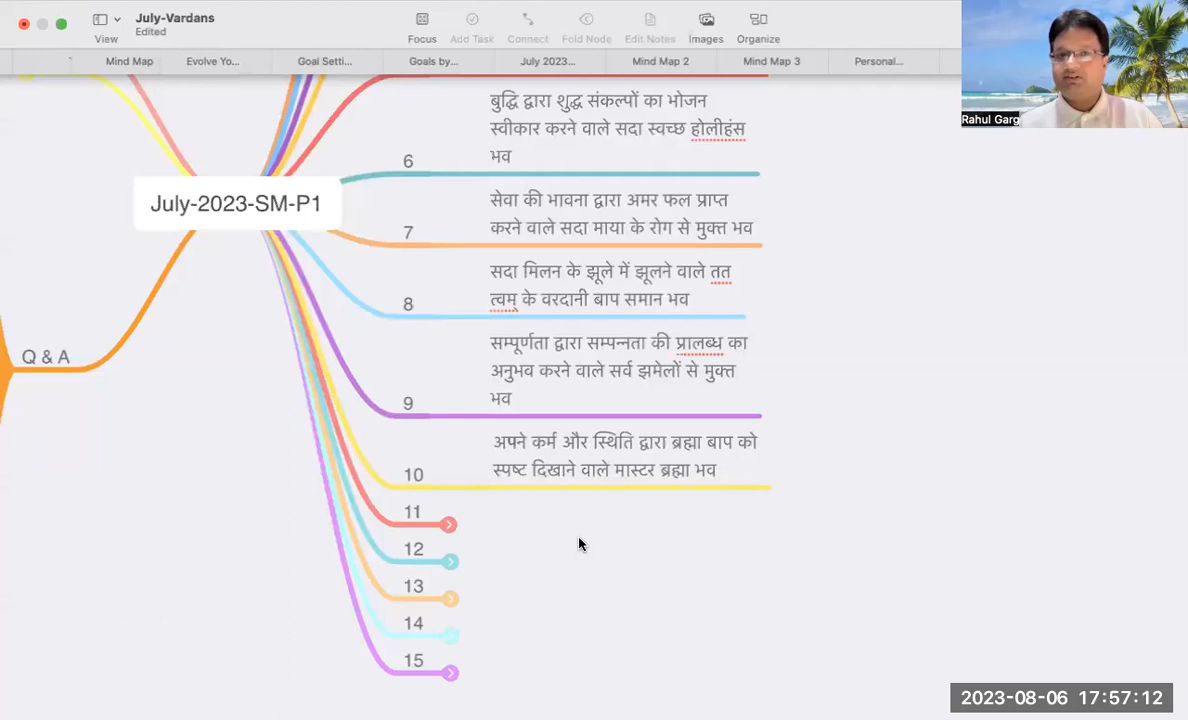 July-Vardans
Edited
View
Focus
Add Task
Connect
Fold Node
Edit Notes
Images
Organize
Mind Map
Evolve Yo...
Goal Setti...
Goals by...
July 2023...
Mind Map 2
Mind Map 3
Personal...
Rahul Garg
July-2023-SM-P1
Q & A
बुद्धि द्वारा शुद्ध संकल्पों का भोजन
स्वीकार करने वाले सदा स्वच्छ होलीहंस
भव
6
सेवा की भावना द्वारा अमर फल प्राप्त
करने वाले सदा माया के रोग से मुक्त भव
7
सदा मिलन के झूले में झूलने वाले तत
त्वम् के वरदानी बाप समान भव
8
सम्पूर्णता द्वारा सम्पन्नता की प्रालब्ध का
अनुभव करने वाले सर्व झमेलों से मुक्त
भव
9
अपने कर्म और स्थिति द्वारा ब्रह्मा बाप को
स्पष्ट दिखाने वाले मास्टर ब्रह्मा भव
10
11
12
13
14
15
2023-08-06 17:57:12